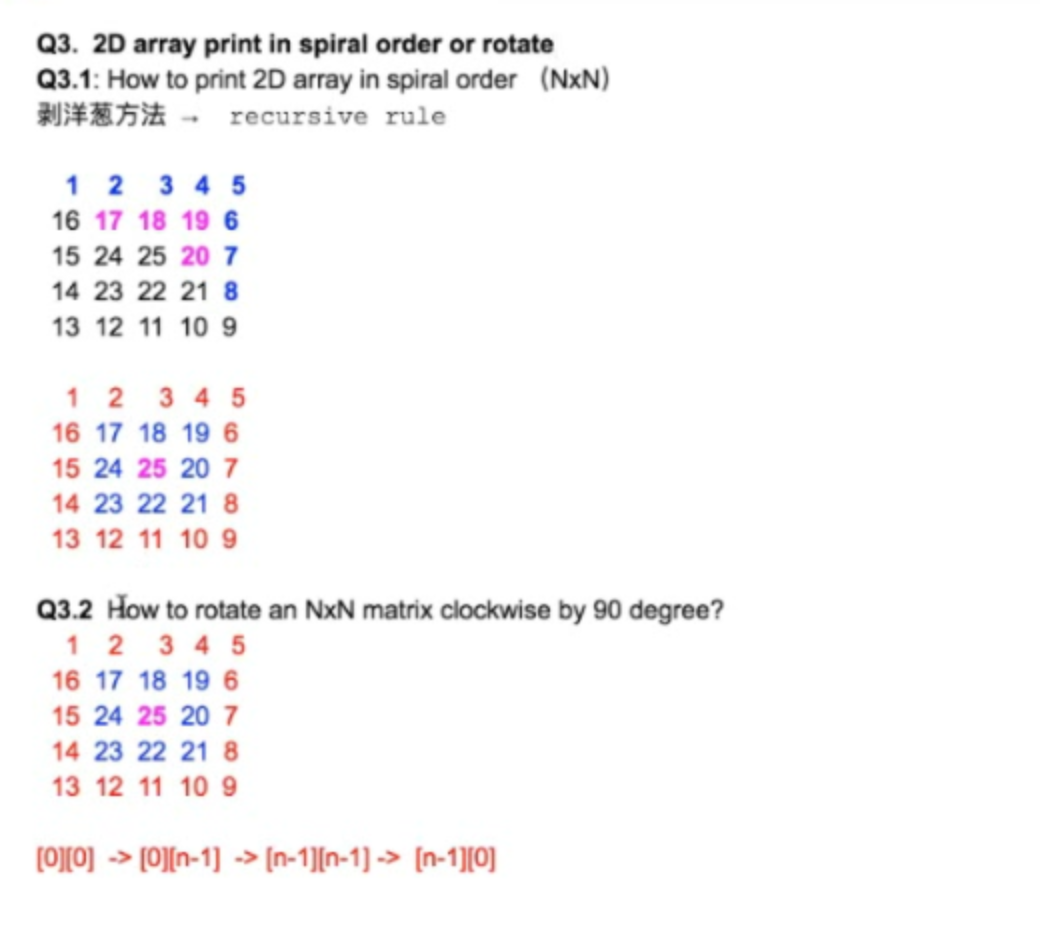 Q3. 2D array print in spiral order or rotate
Q3.1: How to print 2D array in spiral order （NxN）
剥洋葱方法 → recursive rule
1 2 3 4 5
16 17 18 19 6
15 24 25 20 7
14 23 22 21 8
13 12 11 10 9
1 2 3 4 5
16 17 18 19 6
15 24 25 20 7
14 23 22 21 8
13 12 11 10 9
Q3.2 How to rotate an NxN matrix clockwise by 90 degree?
1 2 3 4 5
16 17 18 19 6
15 24 25 20 7
14 23 22 21 8
13 12 11 10 9
[0][0] -> [0][n-1] -> [n-1][n-1] -> [n-1][0]